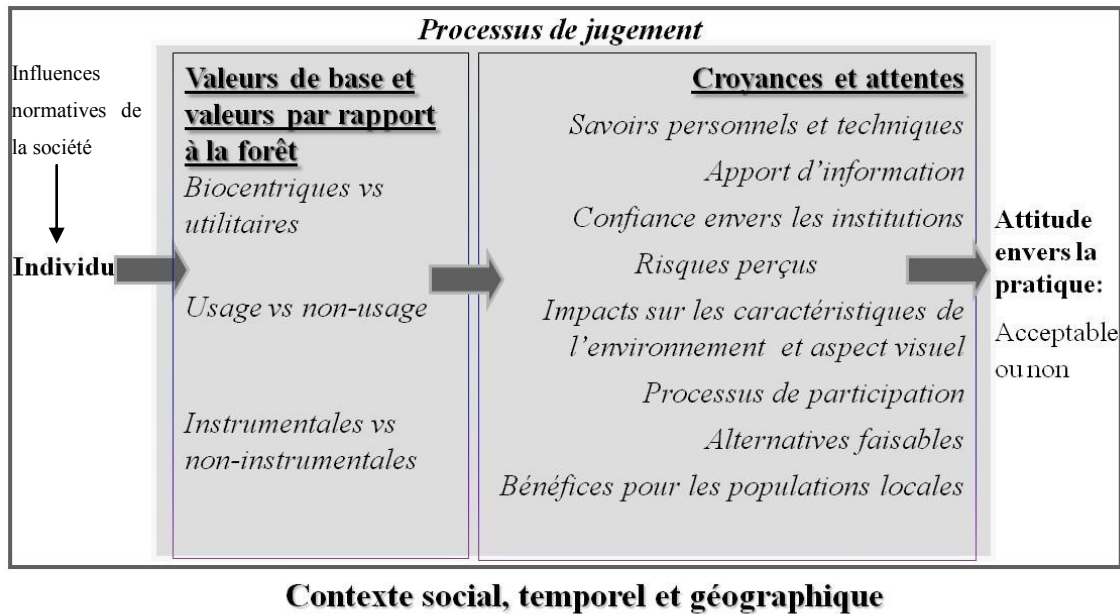 Processus de jugement
Influences
normatives de
la société
Individu
Valeurs de base et
valeurs par rapport
à la forêt
Biocentriques vs
utilitaires
Usage vs non-usage
Instrumentales vs
non-instrumentales
Croyances et attentes
Savoirs personnels et techniques
Apport d'information
Confiance envers les institutions
Risques perçus
Impacts sur les caractéristiques de
l'environnement et aspect visuel
Processus de participation
Alternatives faisables
Bénéfices pour les populations locales
Attitude
envers la
pratique:
Acceptable
ou non
Contexte social, temporel et géographique